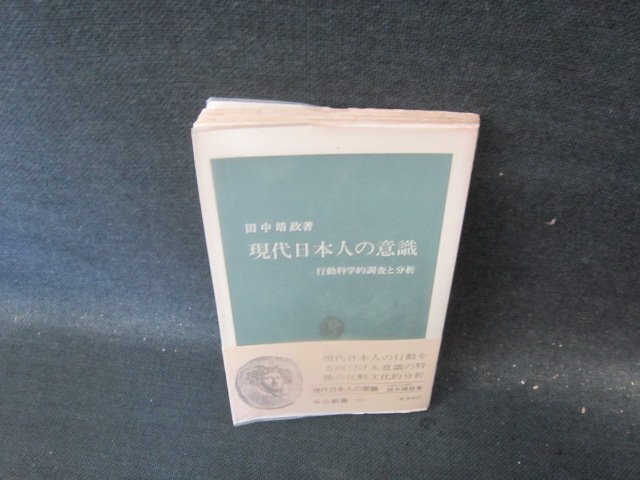 田中靖政著
現代日本人の意識
行動科学的調査と分析
現代日本人の行動を
方向づける意識の特
徴の比較文化的分析
現代日本人の意識
田中靖政著
中公新書
¥340